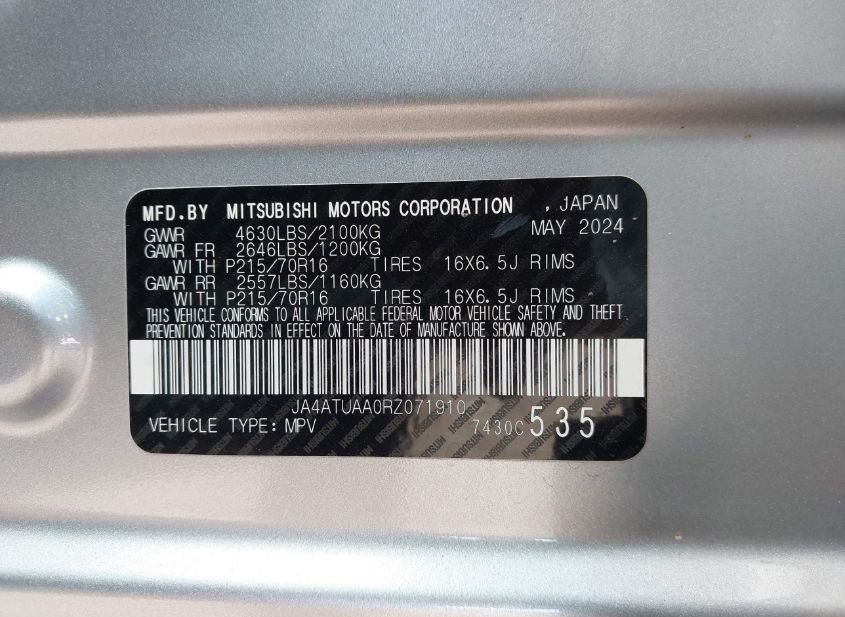 MFD.BY MITSUBISHI MOTORS CORPORATION , JAPAN
GWWR 4630LBS/2100KG MAY 2024
GAWR FR 2646LBS/1200KG
WITH P215/70R16 TIRES 16X6.5J RIMS
GAWR RR 2557LBS/1160KG
WITH P215/70R16 TIRES 16X6.5J RIMS
THIS VEHICLE CONFORMS TO ALL APPLICABLE FEDERAL MOTOR VEHICLE SAFETY AND THEFT
PREVENTION STANDARDS IN EFFECT ON THE DATE OF MANUFACTURE SHOWN ABOVE.
JA4ATUAA0RZ071910
VEHICLE TYPE: MPV 7430C 535